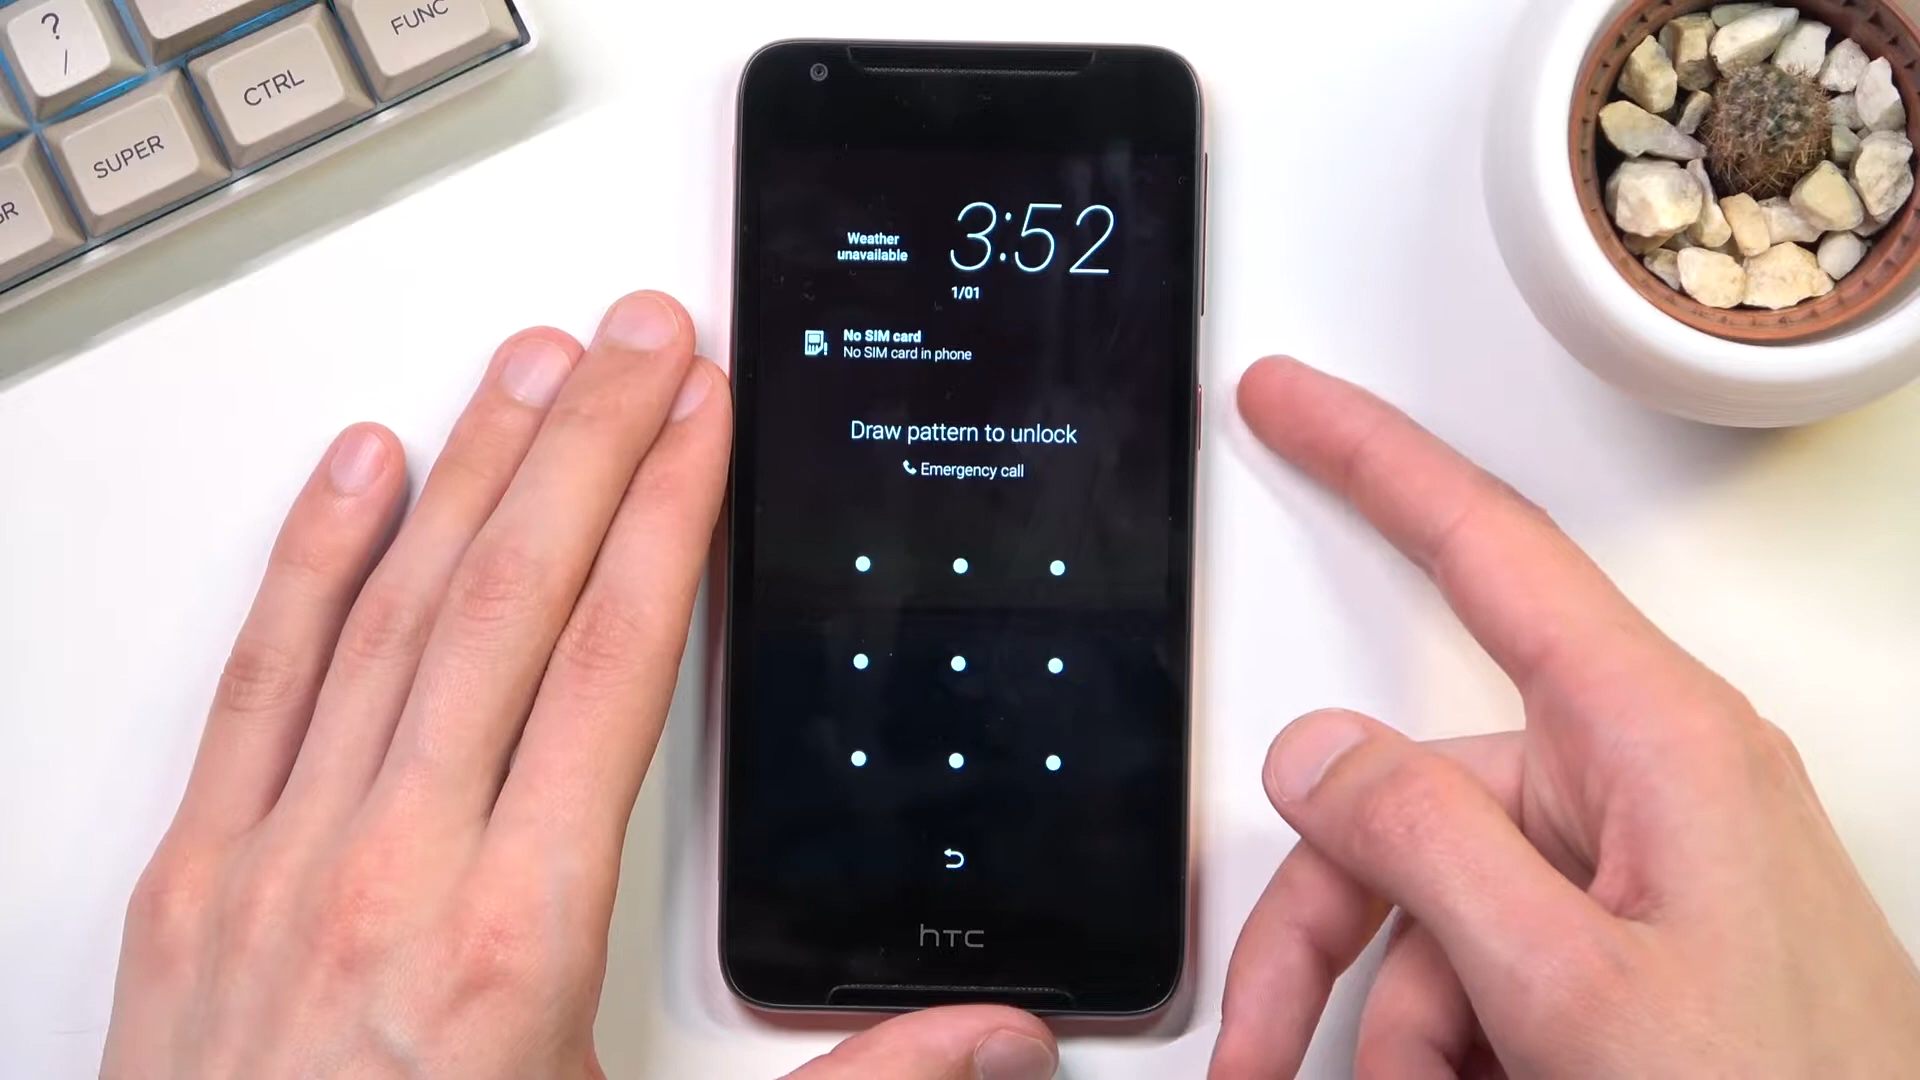 ?
/
FUNC
CTRL
SUPER
GR
Weather
unavailable
3:52
1/01
No SIM card
No SIM card in phone
Draw pattern to unlock
Emergency call
hTC